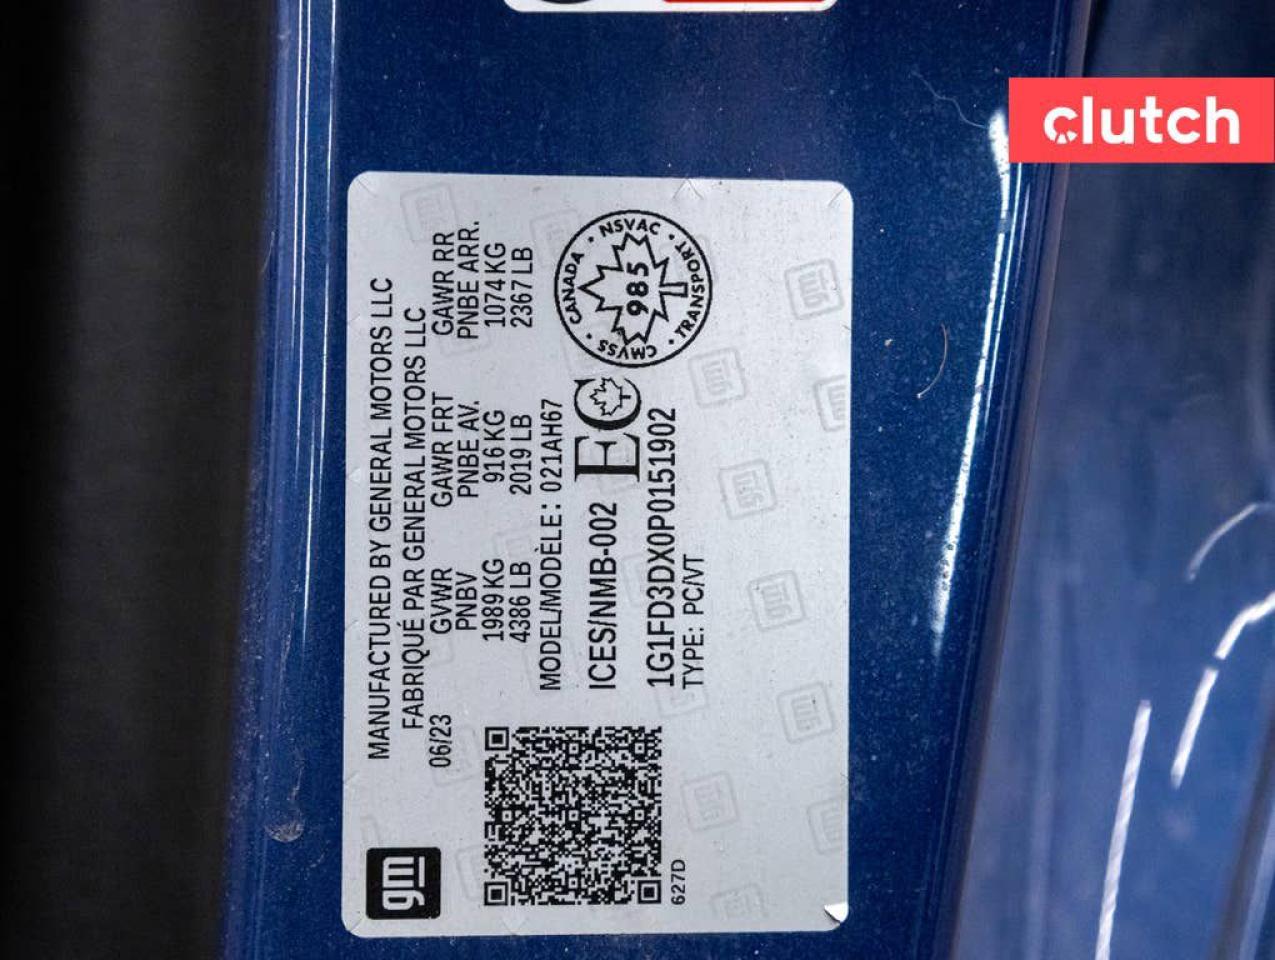 clutch
gm
MANUFACTURED BY GENERAL MOTORS LLC
FABRIQUÉ PAR GENERAL MOTORS LLC
06/23 GVWR GAWR FRT GAWR RR
PNBV PNBE AV. PNBE ARR.
1989 KG 916 KG 1074 KG
4386 LB 2019 LB 2367 LB
MODEL/MODÈLE: 021AH67
ICES/NMB-002 EC
CANADA · NSVAC · TRANSPORT · CMVSS ·
985
1G1FD3DX0P0151902
TYPE: PC/VT
627D